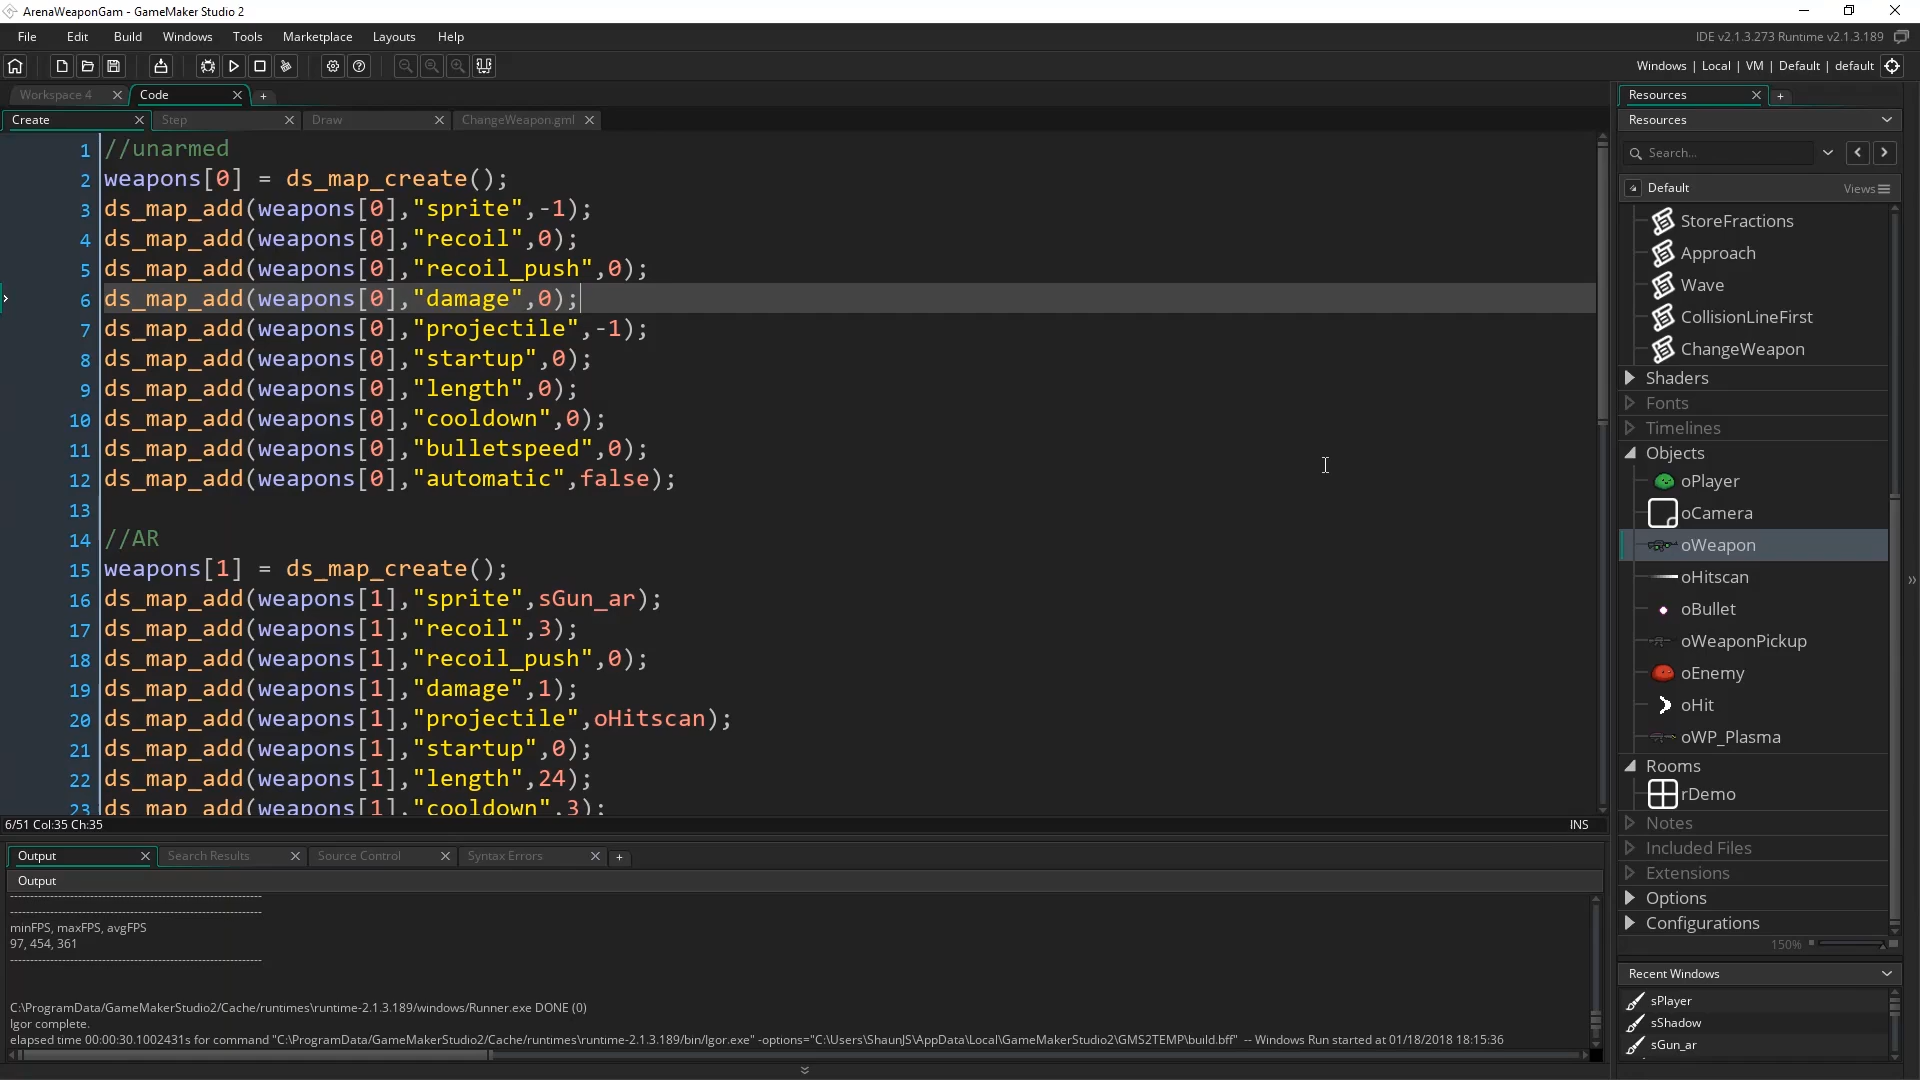 ArenaWeaponGam - GameMaker Studio 2
File Edit Build Windows Tools Marketplace Layouts Help
IDE v2.1.3.273 Runtime v2.1.3.189
Windows | Local | VM | Default | default
Workspace 4
Code
Create
Step
Draw
ChangeWeapon.gml
1 //unarmed
2 weapons[0] = ds_map_create();
3 ds_map_add(weapons[0],"sprite",-1);
4 ds_map_add(weapons[0],"recoil",0);
5 ds_map_add(weapons[0],"recoil_push",0);
6 ds_map_add(weapons[0],"damage",0);
7 ds_map_add(weapons[0],"projectile",-1);
8 ds_map_add(weapons[0],"startup",0);
9 ds_map_add(weapons[0],"length",0);
10 ds_map_add(weapons[0],"cooldown",0);
11 ds_map_add(weapons[0],"bulletspeed",0);
12 ds_map_add(weapons[0],"automatic",false);
13
14 //AR
15 weapons[1] = ds_map_create();
16 ds_map_add(weapons[1],"sprite",sGun_ar);
17 ds_map_add(weapons[1],"recoil",3);
18 ds_map_add(weapons[1],"recoil_push",0);
19 ds_map_add(weapons[1],"damage",1);
20 ds_map_add(weapons[1],"projectile",oHitscan);
21 ds_map_add(weapons[1],"startup",0);
22 ds_map_add(weapons[1],"length",24);
23 ds_map_add(weapons[1],"cooldown",3);
6/51 Col:35 Ch:35
INS
Output
Search Results
Source Control
Syntax Errors
Output
minFPS, maxFPS, avgFPS
97, 454, 361
C:\ProgramData/GameMakerStudio2/Cache/runtimes\runtime-2.1.3.189/windows/Runner.exe DONE (0)
Igor complete.
elapsed time 00:00:30.1002431s for command "C:\ProgramData/GameMakerStudio2/Cache/runtimes\runtime-2.1.3.189/bin/Igor.exe" -options="C:\Users\ShaunJS\AppData\Local\GameMakerStudio2\GMS2TEMP\build.bff" -- Windows Run started at 01/18/2018 18:15:36
Resources
Resources
Search...
Default
Views
StoreFractions
Approach
Wave
CollisionLineFirst
ChangeWeapon
Shaders
Fonts
Timelines
Objects
oPlayer
oCamera
oWeapon
oHitscan
oBullet
oWeaponPickup
oEnemy
oHit
oWP_Plasma
Rooms
rDemo
Notes
Included Files
Extensions
Options
Configurations
150%
Recent Windows
sPlayer
sShadow
sGun_ar